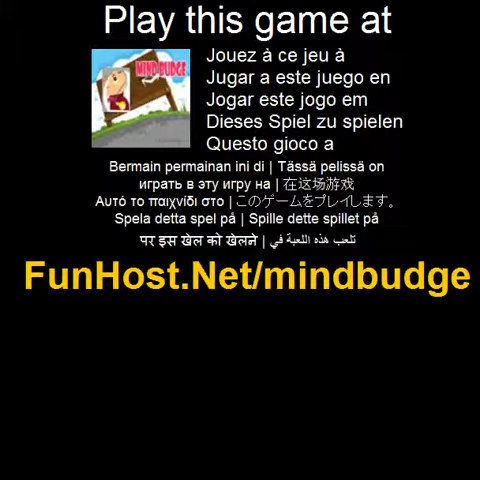 Play this game at
MIND BUDGE
Jouez à ce jeu à
Jugar a este juego en
Jogar este jogo em
Dieses Spiel zu spielen
Questo gioco a
Bermain permainan ini di | Tässä pelissä on
играть в эту игру на | 在这场游戏
Αυτό το παιχνίδι στο | このゲームをプレイします。
Spela detta spel på | Spille dette spillet på
पर इस खेल को खेलने | تلعب هذه اللعبة في
FunHost.Net/mindbudge